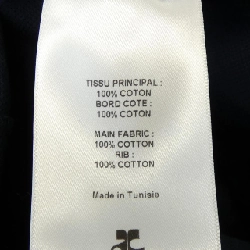 TISSU PRINCIPAL :
100% COTON
BORD COTE :
100% COTON
MAIN FABRIC :
100% COTTON
RIB :
100% COTTON
Made in Tunisia